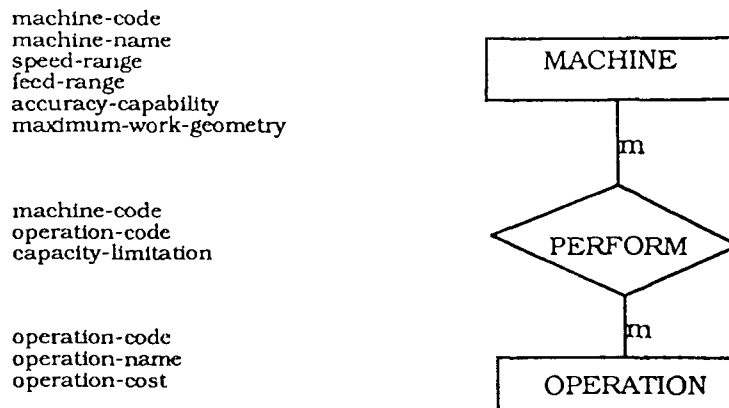 machine-code
machine-name
speed-range
feed-range
accuracy-capability
maximum-work-geometry
MACHINE
m
machine-code
operation-code
capacity-limitation
PERFORM
m
operation-code
operation-name
operation-cost
OPERATION